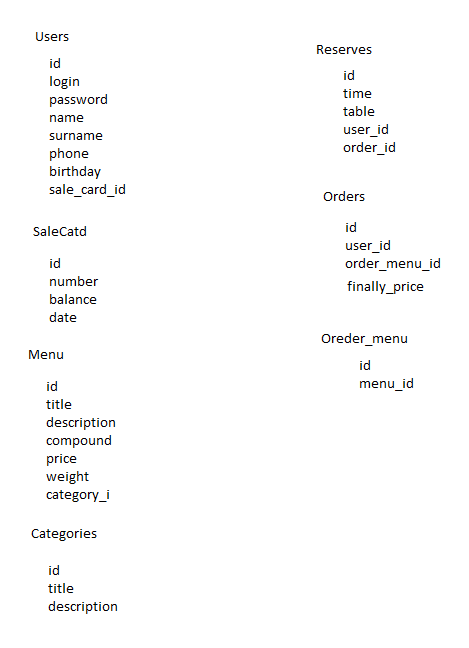 Users
id
login
password
name
surname
phone
birthday
sale_card_id
SaleCatd
id
number
balance
date
Menu
id
title
description
compound
price
weight
category_i
Categories
id
title
description
Reserves
id
time
table
user_id
order_id
Orders
id
user_id
order_menu_id
finally_price
Oreder_menu
id
menu_id